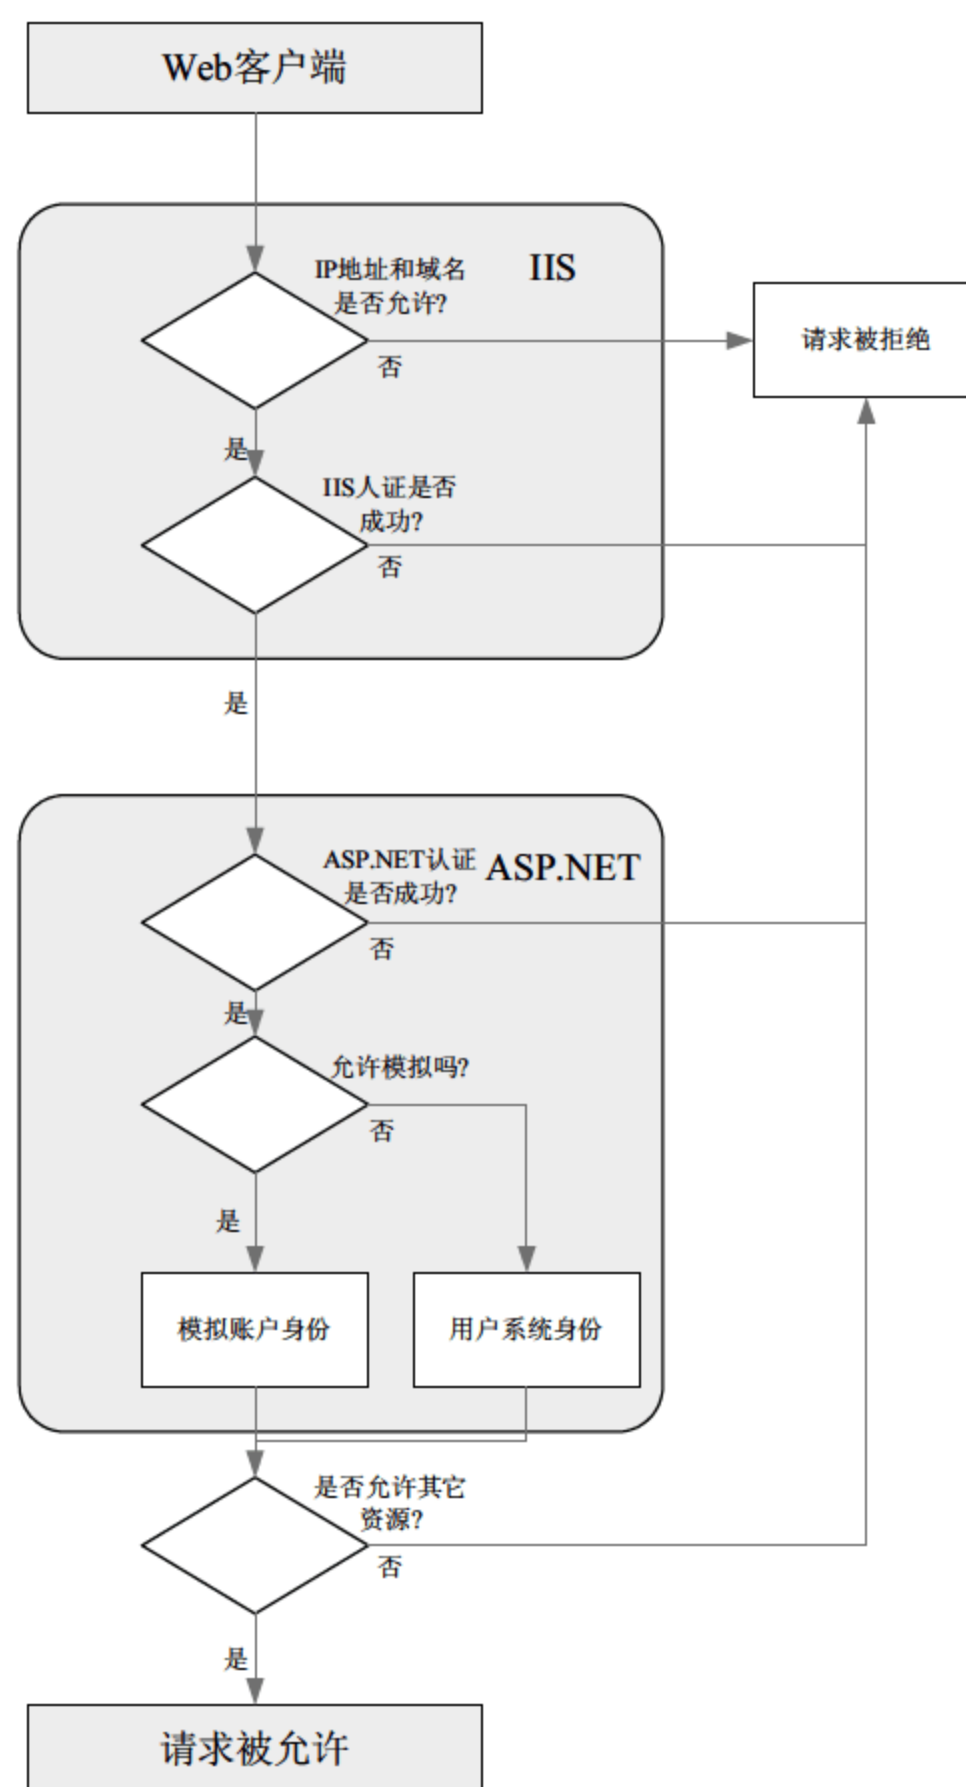 Web客户端
IP地址和域名
是否允许?
IIS
否
请求被拒绝
是
IIS人证是否
成功?
否
是
ASP.NET认证
是否成功?
ASP.NET
否
是
允许模拟吗?
否
是
模拟账户身份
用户系统身份
是否允许其它
资源?
否
是
请求被允许